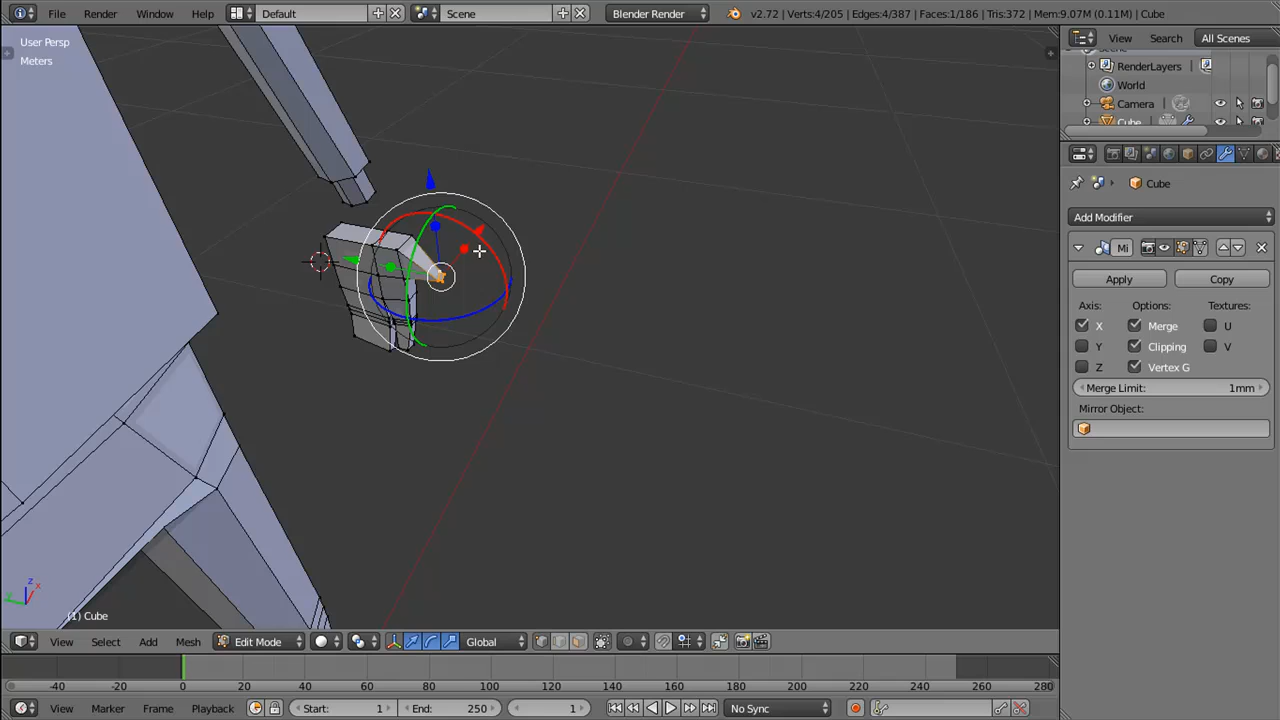 File Render Window Help Default Scene Blender Render v2.72 | Verts:4/205 | Edges:4/387 | Faces:1/186 | Tris:372 | Mem:9.07M (0.11M) | Cube
User Persp
Meters
View Search All Scenes
RenderLayers
World
Camera
Cube
Cube
Add Modifier
Mi
Apply Copy
Axis: Options: Textures:
X Merge U
Y Clipping V
Z Vertex G
Merge Limit: 1mm
Mirror Object:
z
x
y
(1) Cube
View Select Add Mesh Edit Mode Global
-40 -20 0 20 40 60 80 100 120 140 160 180 200 220 240 260 280
View Marker Frame Playback Start: 1 End: 250 1 No Sync